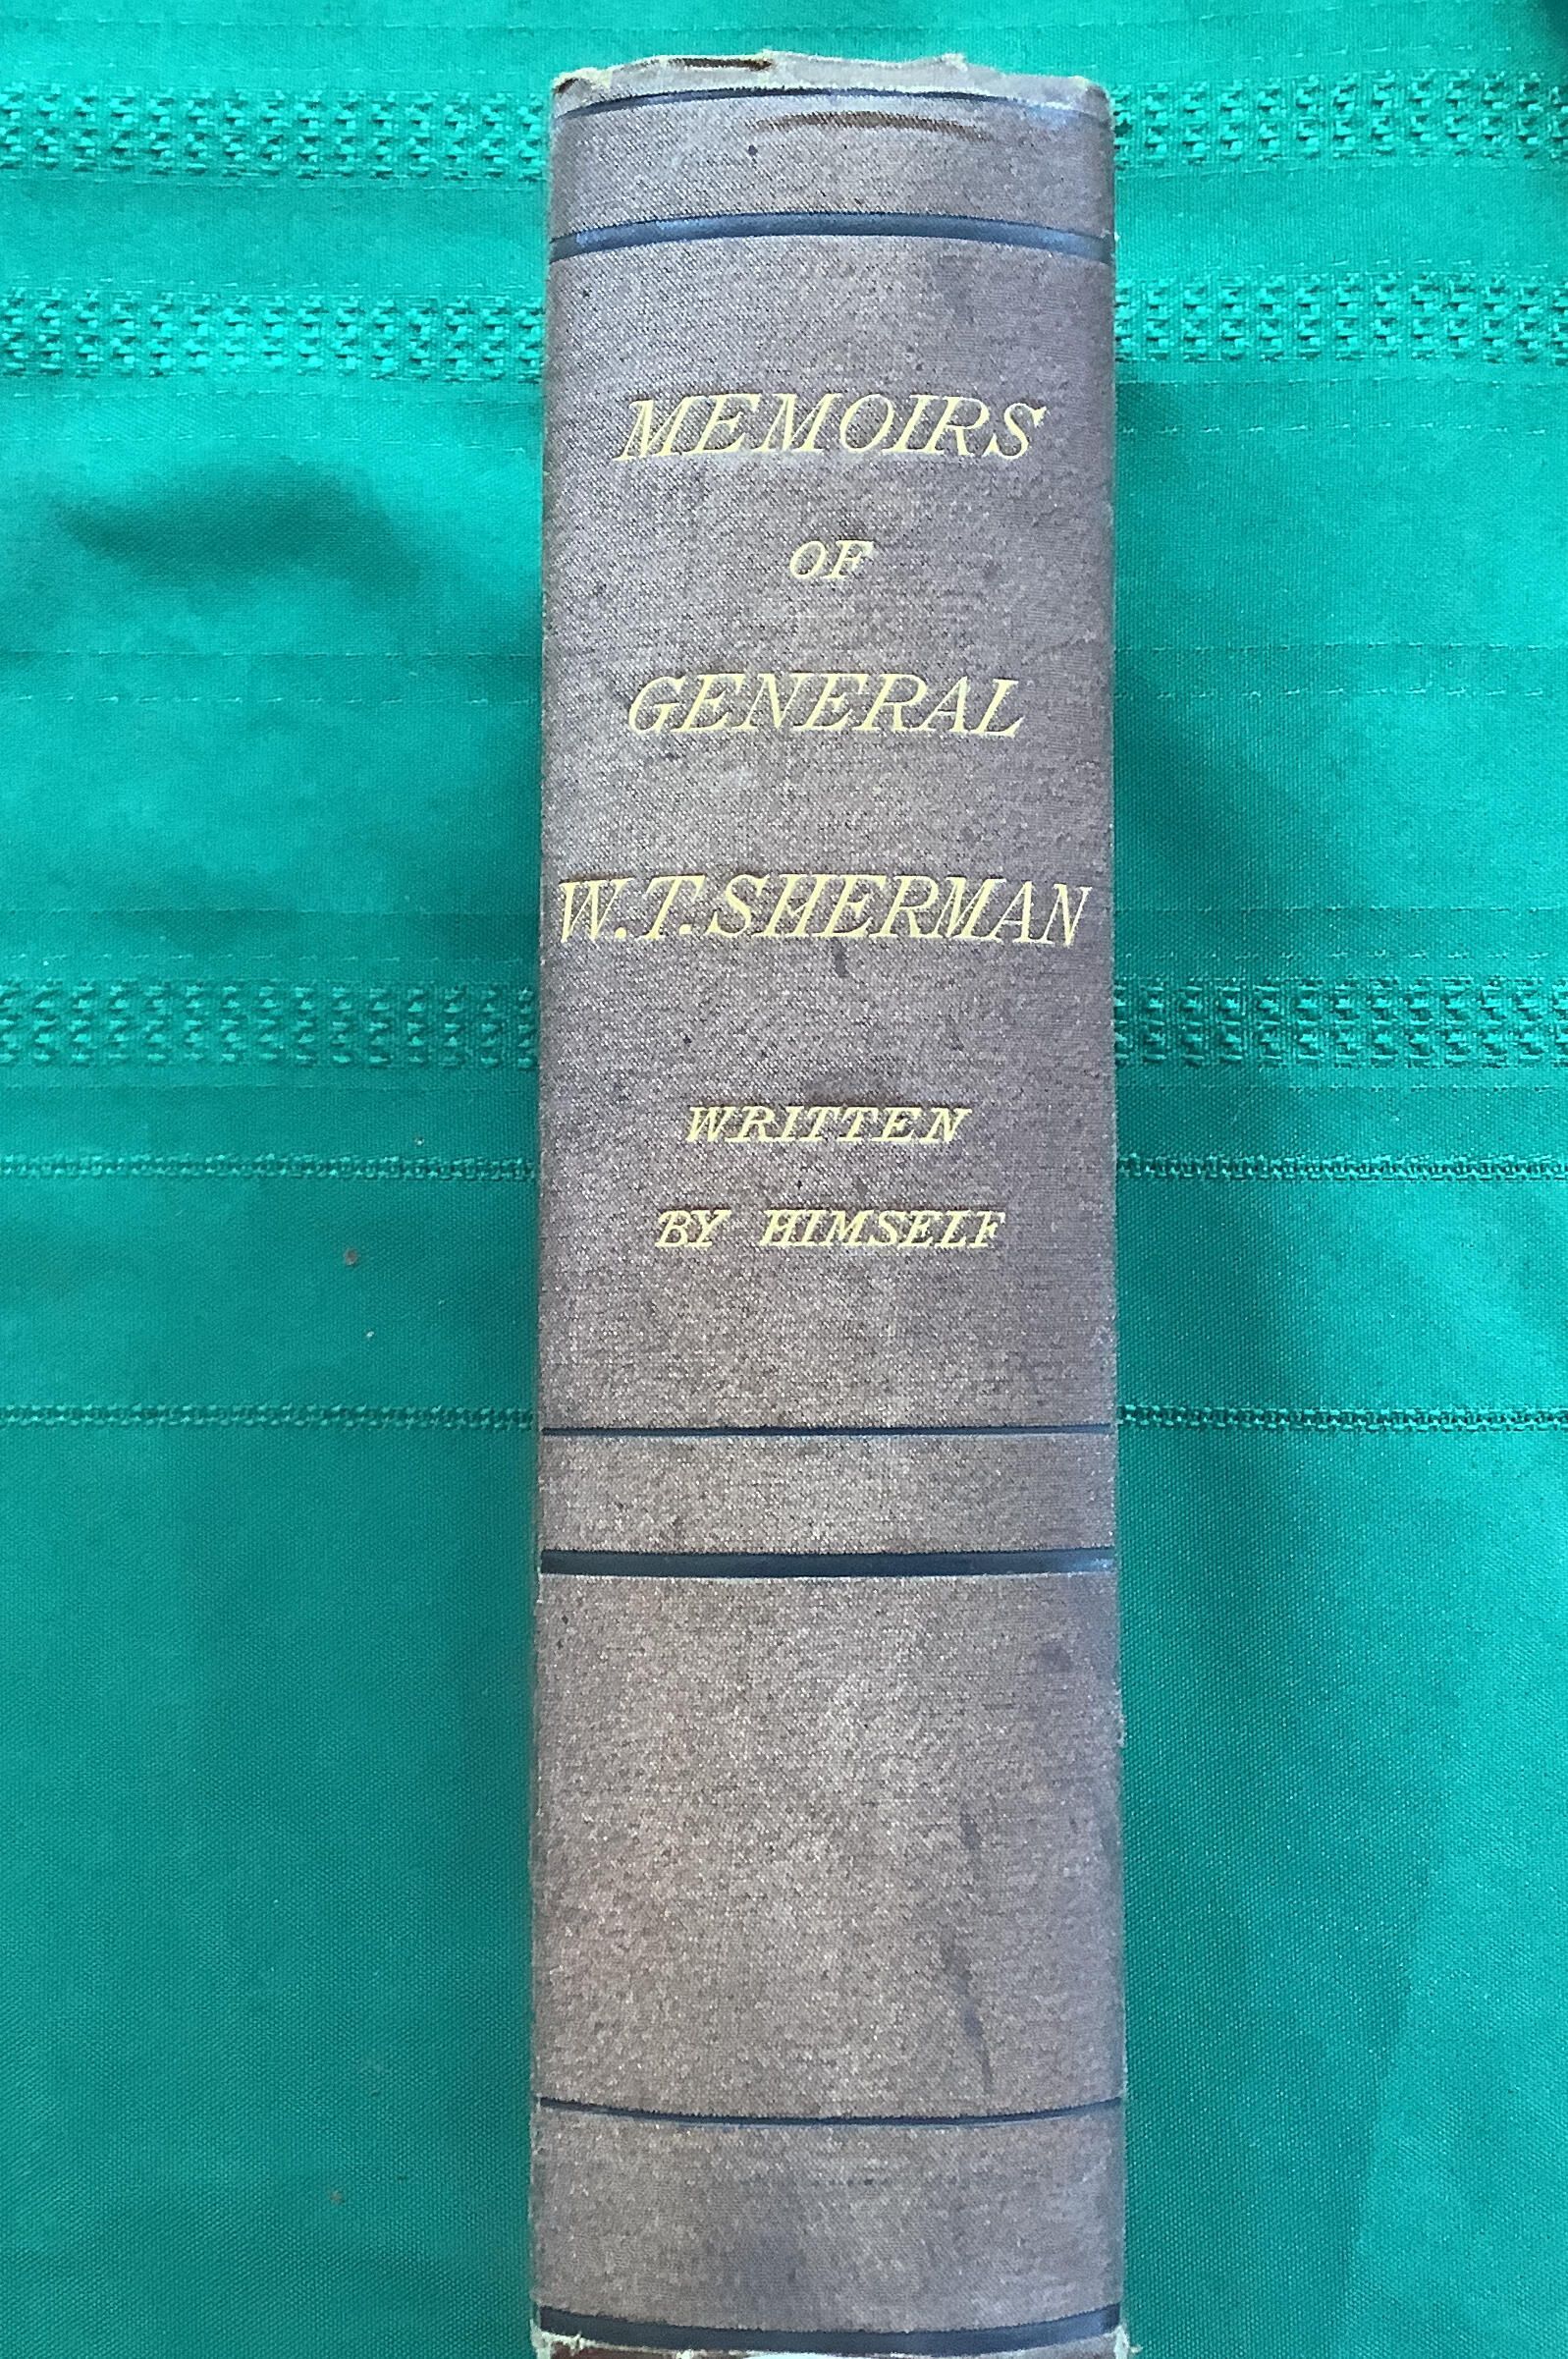 MEMOIRS
OF
GENERAL
W.T. SHERMAN
WRITTEN
BY HIMSELF